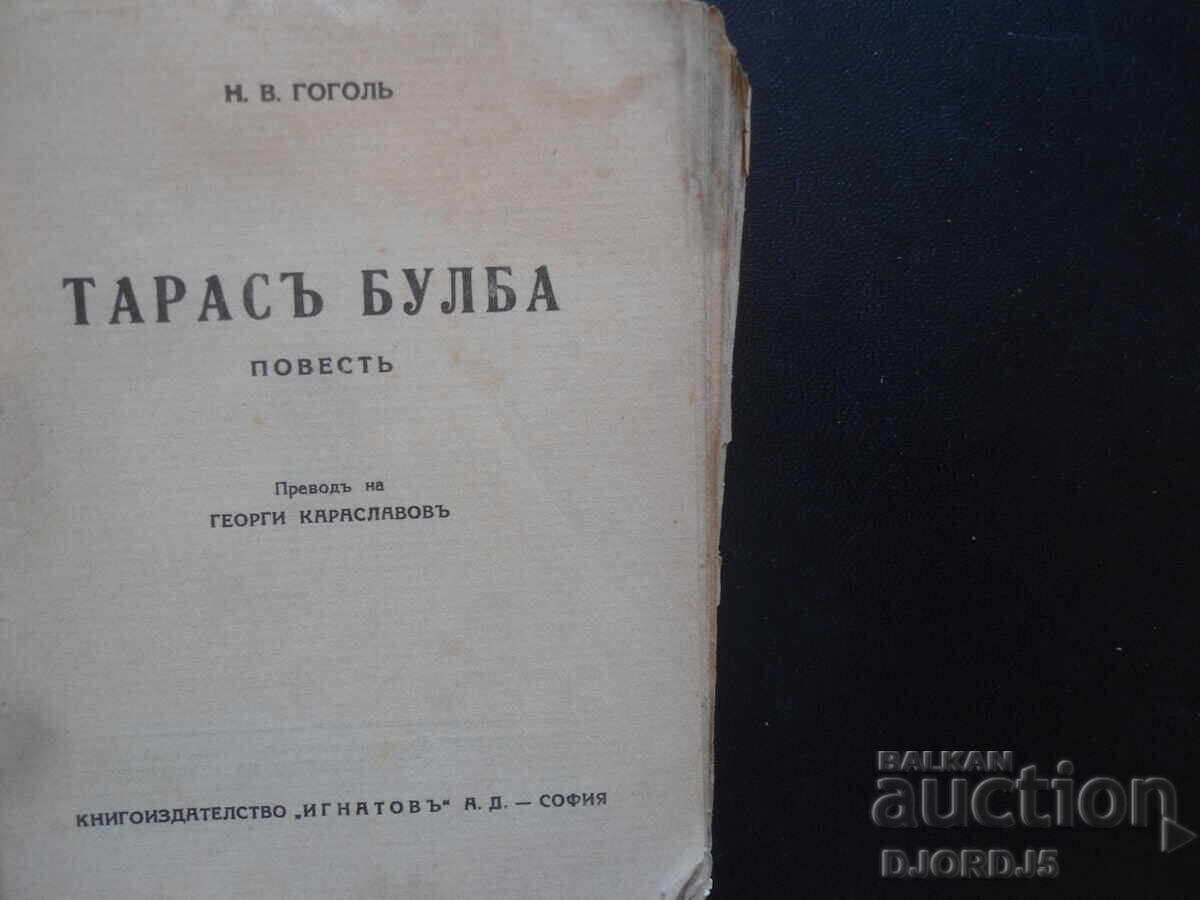 Н. В. ГОГОЛЬ
ТАРАСЪ БУЛБА
ПОВЕСТЬ
Преводъ на
ГЕОРГИ КАРАСЛАВОВЪ
КНИГОИЗДАТЕЛСТВО „ИГНАТОВЪ“ А. Д. — СОФИЯ
BALKAN
auction
DJORDJ5